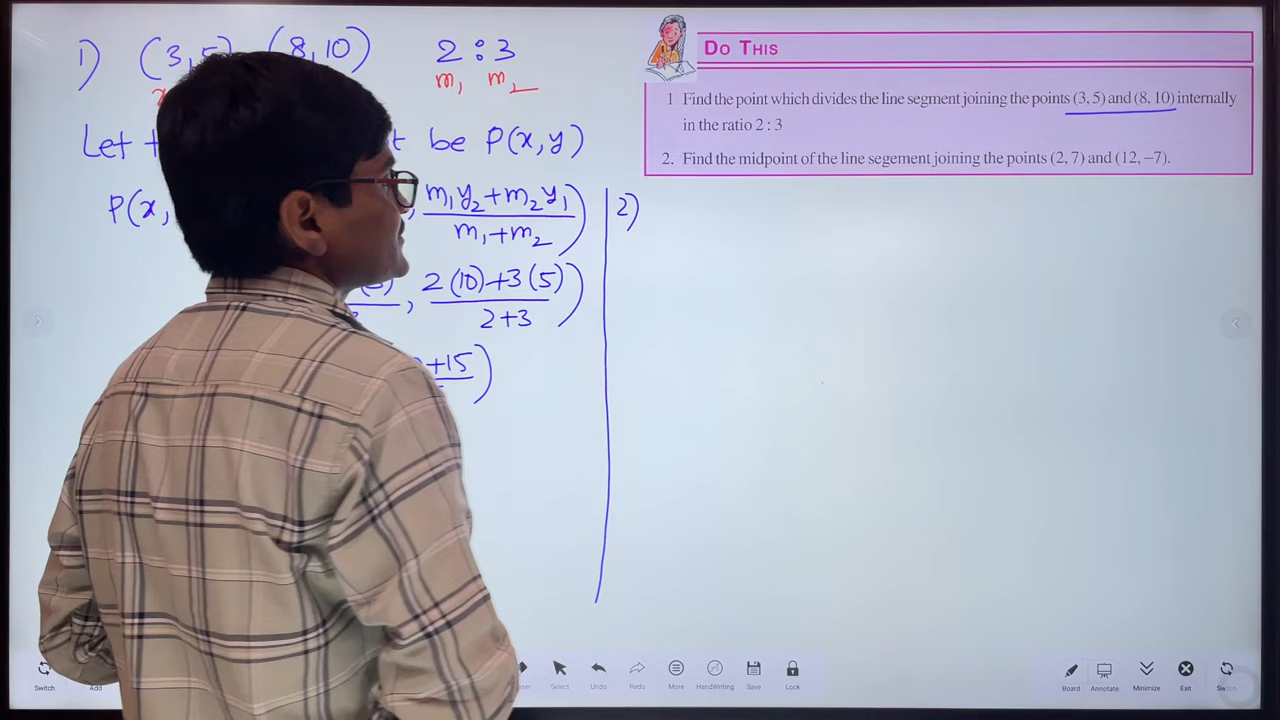 1) (3, 5) (8,10) 2 : 3
m₁ m₂
Let be P(x,y)
P(x, , m₁y₂+m₂y₁ / m₁+m₂ )
, 2(10)+3(5) / 2+3 )
+15 )
2)
DO THIS
1 Find the point which divides the line segment joining the points (3, 5) and (8, 10) internally
in the ratio 2 : 3
2. Find the midpoint of the line segement joining the points (2, 7) and (12, −7).
Switch Add Select Undo Redo More HandWriting Save Lock Board Annotate Minimize Exit